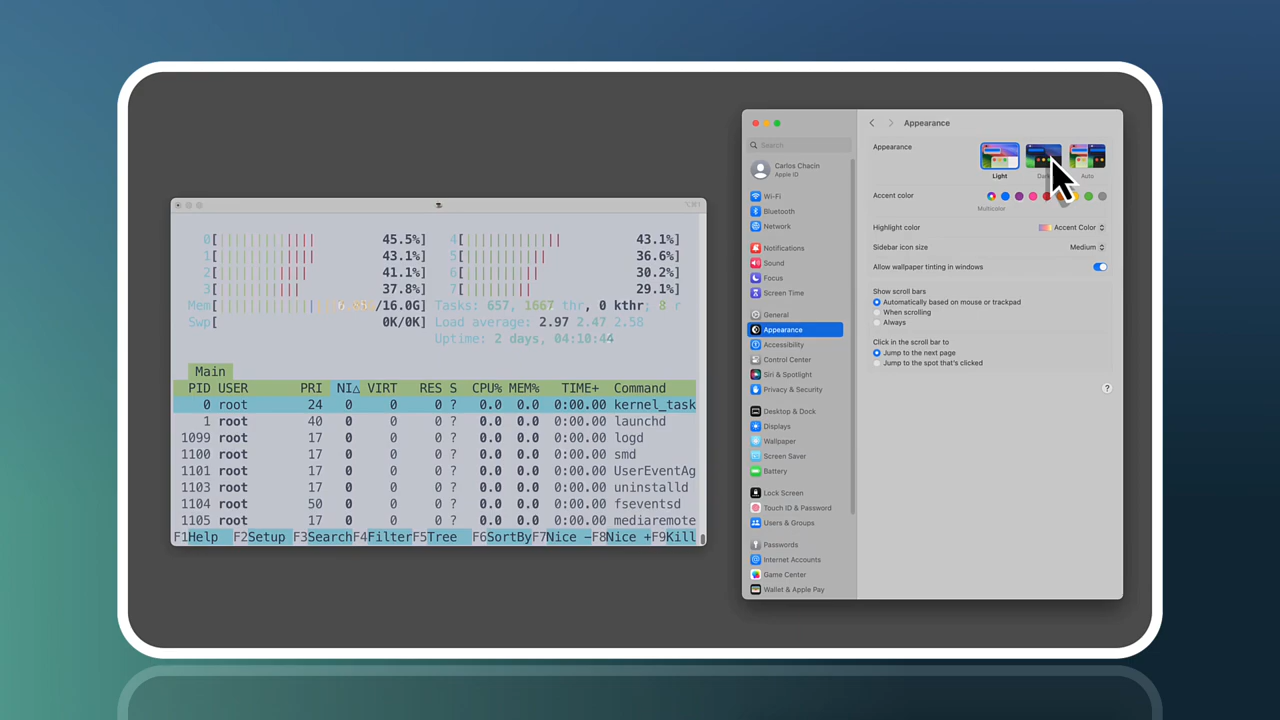 ⌥⌘1
0[ 45.5%] 4[ 43.1%]
1[ 43.1%] 5[ 36.6%]
2[ 41.1%] 6[ 30.2%]
3[ 37.8%] 7[ 29.1%]
Mem[ /16.0G] Tasks: 657, 1667 thr, 0 kthr; 8 r
Swp[ 0K/0K] Load average: 2.97 2.47 2.58
Uptime: 2 days, 04:10:44
Main
PID USER PRI NI△ VIRT RES S CPU% MEM% TIME+ Command
0 root 24 0 0 0 ? 0.0 0.0 0:00.00 kernel_task
1 root 40 0 0 0 ? 0.0 0.0 0:00.00 launchd
1099 root 17 0 0 0 ? 0.0 0.0 0:00.00 logd
1100 root 17 0 0 0 ? 0.0 0.0 0:00.00 smd
1101 root 17 0 0 0 ? 0.0 0.0 0:00.00 UserEventAg
1103 root 17 0 0 0 ? 0.0 0.0 0:00.00 uninstalld
1104 root 50 0 0 0 ? 0.0 0.0 0:00.00 fseventsd
1105 root 17 0 0 0 ? 0.0 0.0 0:00.00 mediaremote
F1Help F2Setup F3SearchF4FilterF5Tree F6SortByF7Nice -F8Nice +F9Kill
Search
Carlos Chacin
Apple ID
Wi-Fi
Bluetooth
Network
Notifications
Sound
Focus
Screen Time
General
Appearance
Accessibility
Control Center
Siri & Spotlight
Privacy & Security
Desktop & Dock
Displays
Wallpaper
Screen Saver
Battery
Lock Screen
Touch ID & Password
Users & Groups
Passwords
Internet Accounts
Game Center
Wallet & Apple Pay
Appearance
Appearance
Light Auto
Accent color
Multicolor
Highlight color Accent Color
Sidebar icon size Medium
Allow wallpaper tinting in windows
Show scroll bars
Automatically based on mouse or trackpad
When scrolling
Always
Click in the scroll bar to
Jump to the next page
Jump to the spot that's clicked
?